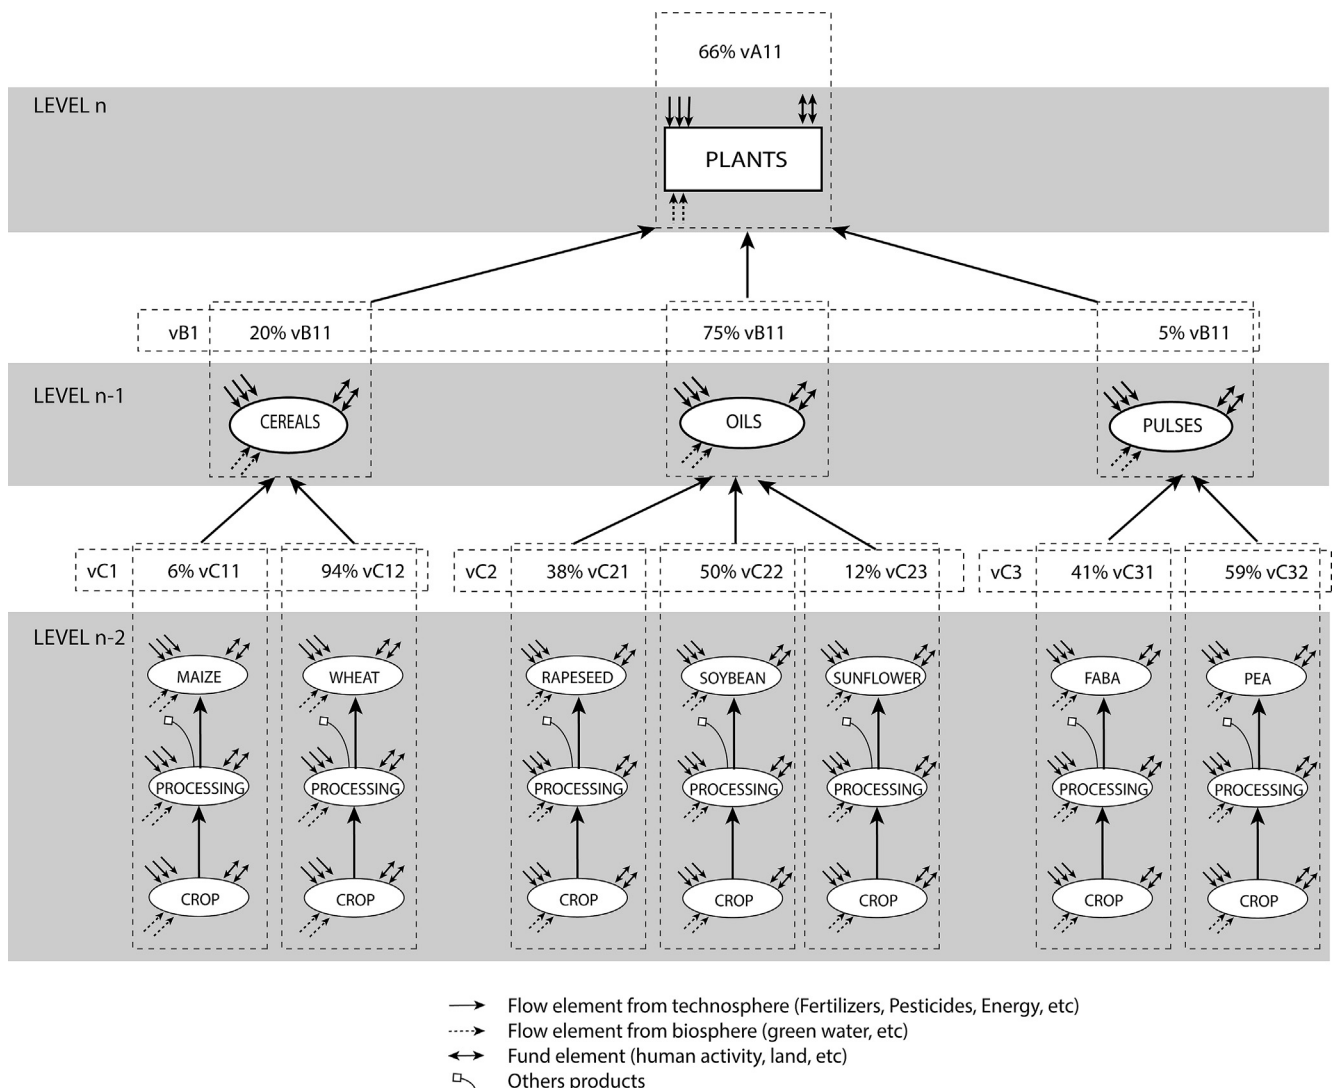 66% vA11
LEVEL n
PLANTS
vB1 20% vB11 75% vB11 5% vB11
LEVEL n-1
CEREALS OILS PULSES
vC1 6% vC11 94% vC12 vC2 38% vC21 50% vC22 12% vC23 vC3 41% vC31 59% vC32
LEVEL n-2
MAIZE WHEAT RAPESEED SOYBEAN SUNFLOWER FABA PEA
PROCESSING PROCESSING PROCESSING PROCESSING PROCESSING PROCESSING PROCESSING
CROP CROP CROP CROP CROP CROP CROP
Flow element from technosphere (Fertilizers, Pesticides, Energy, etc)
Flow element from biosphere (green water, etc)
Fund element (human activity, land, etc)
Others products